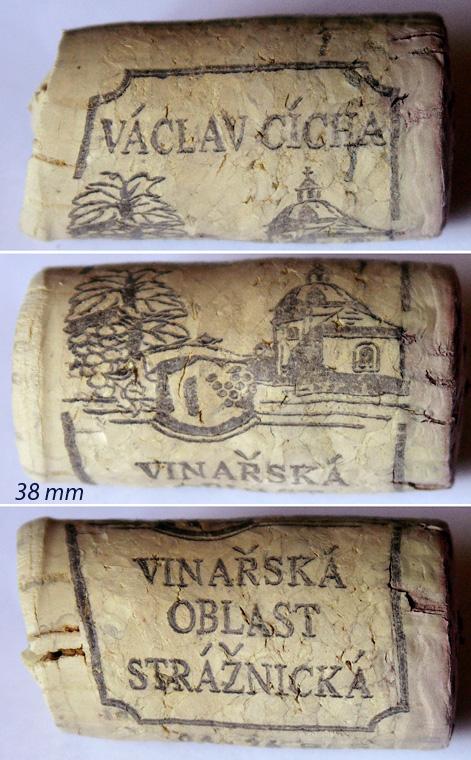 VÁCLAV CÍCHA
VINAŘSKÁ
38 mm
VINAŘSKÁ
OBLAST
STRÁŽNICKÁ